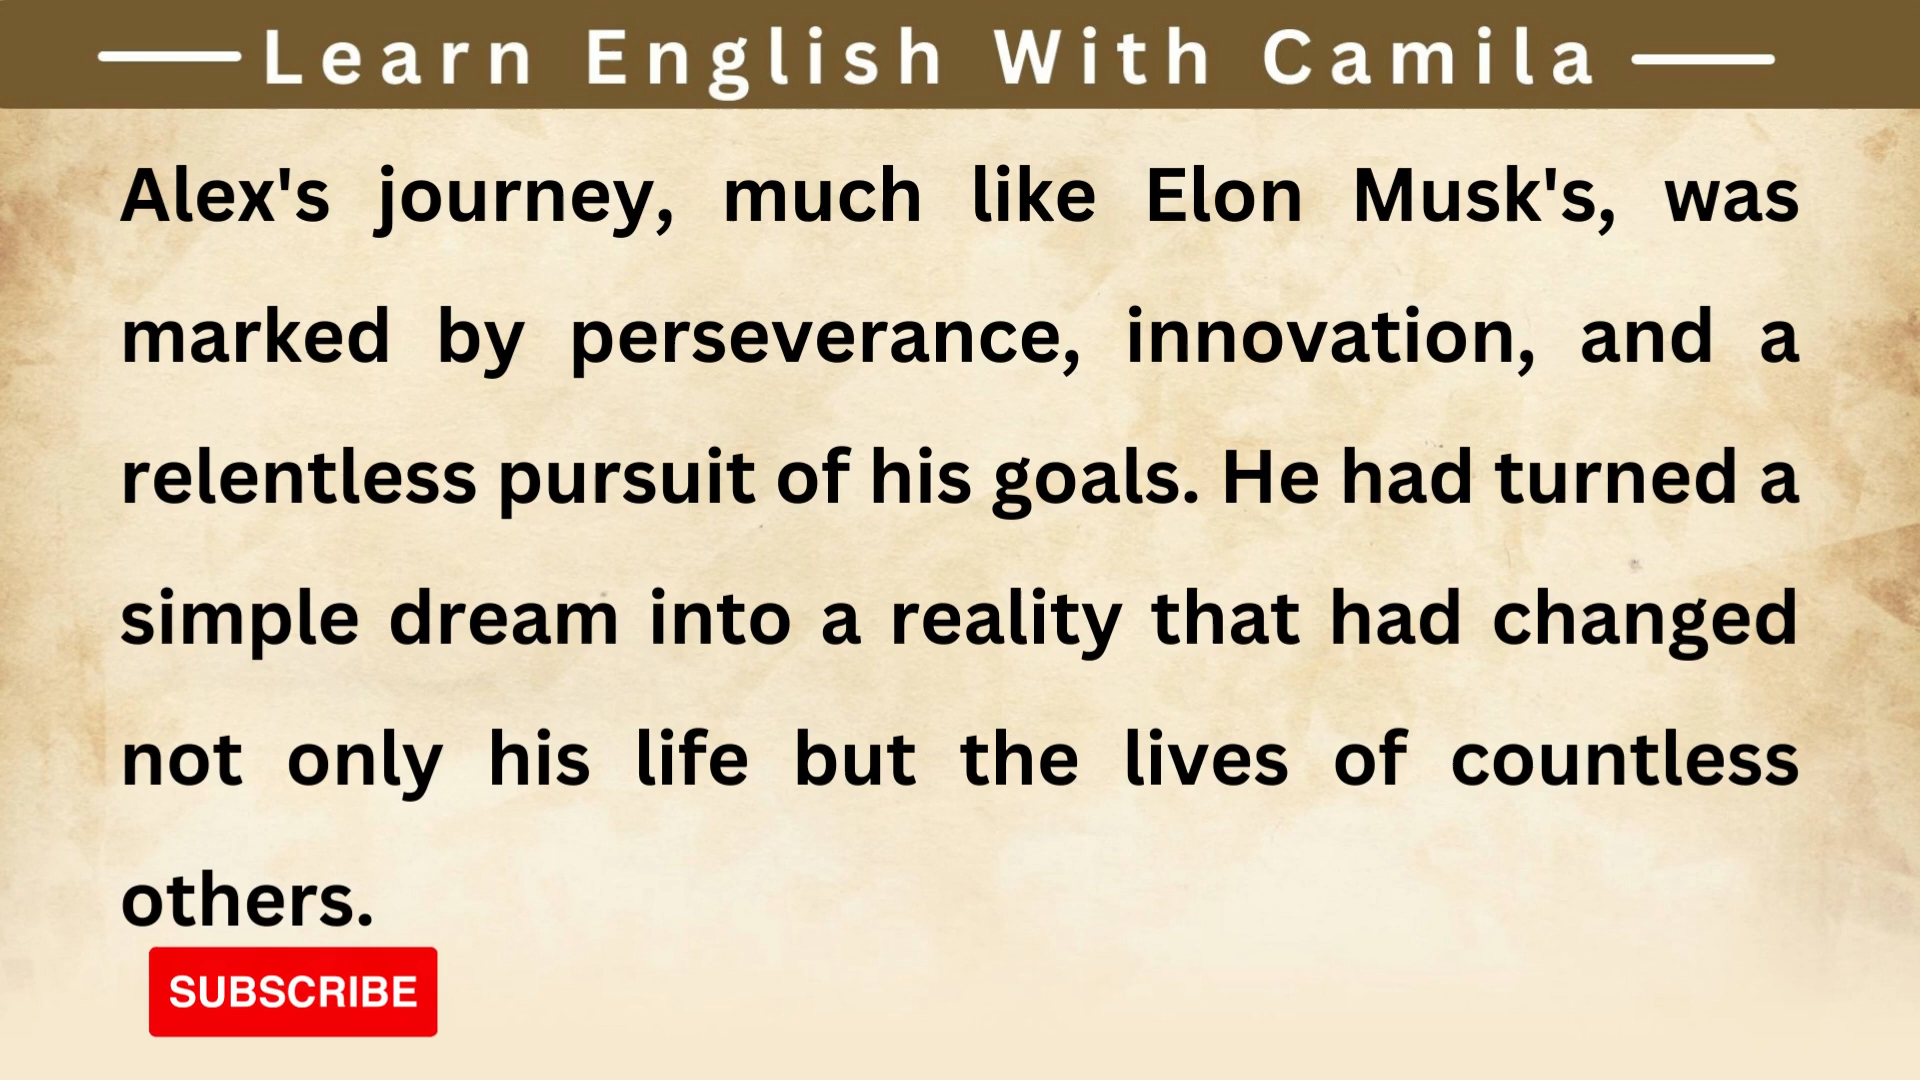 Learn English With Camila
Alex's journey, much like Elon Musk's, was
marked by perseverance, innovation, and a
relentless pursuit of his goals. He had turned a
simple dream into a reality that had changed
not only his life but the lives of countless
others.
SUBSCRIBE